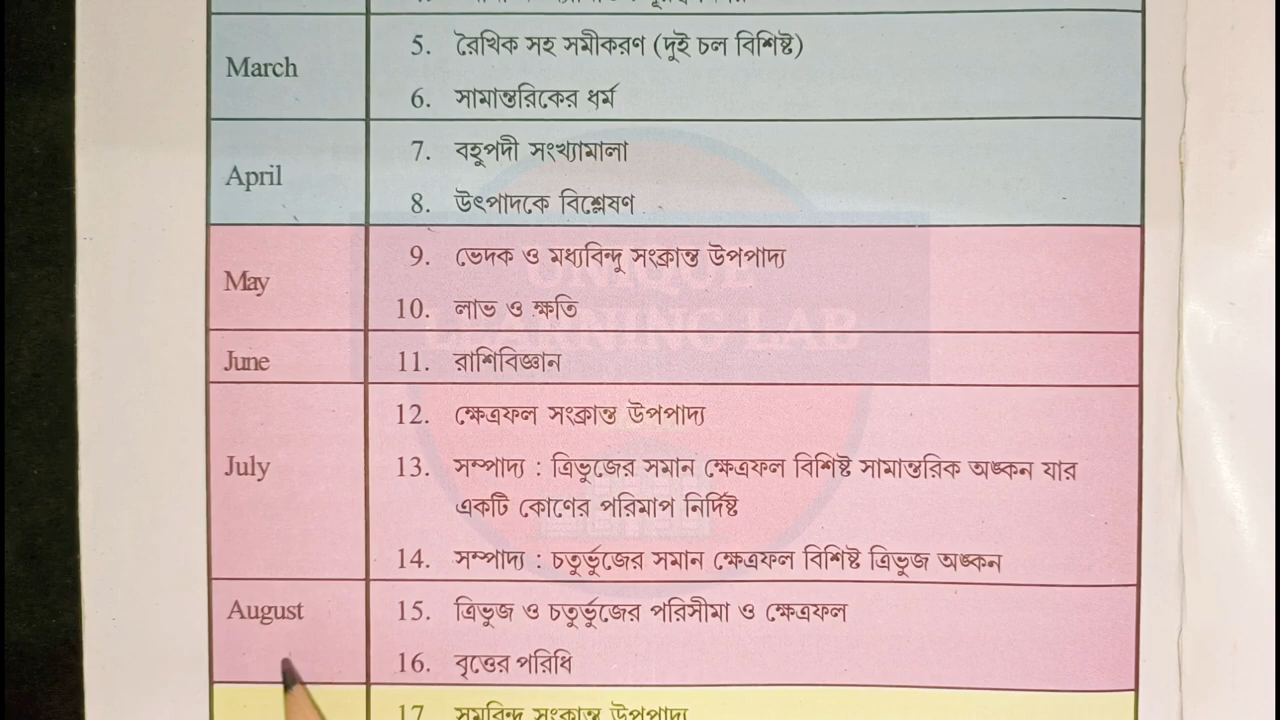 March
5. রৈখিক সহ সমীকরণ (দুই চল বিশিষ্ট)
6. সামান্তরিকের ধর্ম
April
7. বহুপদী সংখ্যামালা
8. উৎপাদকে বিশ্লেষণ
May
9. ভেদক ও মধ্যবিন্দু সংক্রান্ত উপপাদ্য
10. লাভ ও ক্ষতি
UNIQUE
LEARNING LAB
June
11. রাশিবিজ্ঞান
July
12. ক্ষেত্রফল সংক্রান্ত উপপাদ্য
13. সম্পাদ্য : ত্রিভুজের সমান ক্ষেত্রফল বিশিষ্ট সামান্তরিক অঙ্কন যার
একটি কোণের পরিমাপ নির্দিষ্ট
14. সম্পাদ্য : চতুর্ভুজের সমান ক্ষেত্রফল বিশিষ্ট ত্রিভুজ অঙ্কন
August
15. ত্রিভুজ ও চতুর্ভুজের পরিসীমা ও ক্ষেত্রফল
16. বৃত্তের পরিধি
17. সমবিন্দু সংক্রান্ত উপপাদ্য